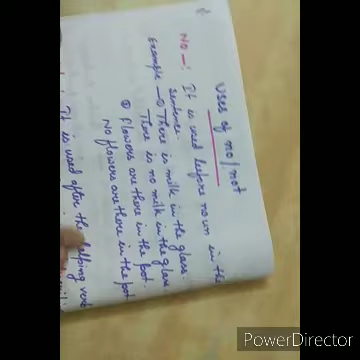 Uses of no/not
No —: It is used before noun in the
sentence.
Example —① There is milk in the glass.
There is no milk in the glass
② Flowers are there in the pot.
No flowers are there in the pot
It is used after the helping verb
PowerDirector